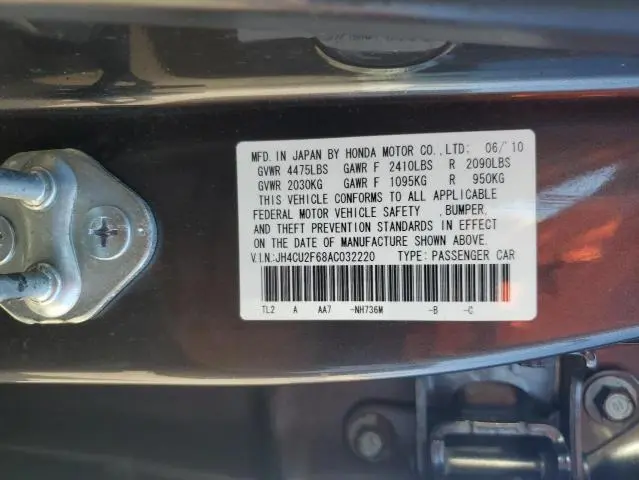 MFD.IN JAPAN BY HONDA MOTOR CO.,LTD: 06/'10
GVWR 4475LBS GAWR F 2410LBS R 2090LBS
GVWR 2030KG GAWR F 1095KG R 950KG
THIS VEHICLE CONFORMS TO ALL APPLICABLE
FEDERAL MOTOR VEHICLE SAFETY ,BUMPER,
AND THEFT PREVENTION STANDARDS IN EFFECT
ON THE DATE OF MANUFACTURE SHOWN ABOVE.
V.I.N:JH4CU2F68AC032220 TYPE: PASSENGER CAR
TL2 A AA7 -NH736M -B -C